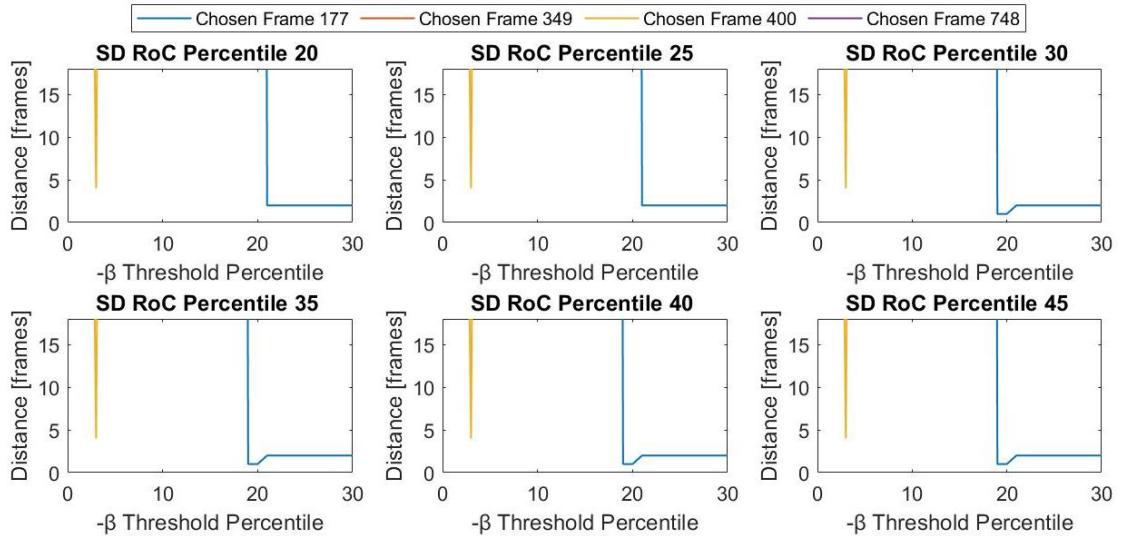 Chosen Frame 177 Chosen Frame 349 Chosen Frame 400 Chosen Frame 748
SD RoC Percentile 20 SD RoC Percentile 25 SD RoC Percentile 30
Distance [frames] Distance [frames] Distance [frames]
15 15 15
10 10 10
5 5 5
0 0 0
0 10 20 30 0 10 20 30 0 10 20 30
-β Threshold Percentile -β Threshold Percentile -β Threshold Percentile
SD RoC Percentile 35 SD RoC Percentile 40 SD RoC Percentile 45
Distance [frames] Distance [frames] Distance [frames]
15 15 15
10 10 10
5 5 5
0 0 0
0 10 20 30 0 10 20 30 0 10 20 30
-β Threshold Percentile -β Threshold Percentile -β Threshold Percentile